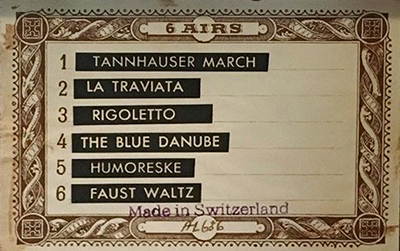 6 AIRS
1 TANNHAUSER MARCH
2 LA TRAVIATA
3 RIGOLETTO
4 THE BLUE DANUBE
5 HUMORESKE
6 FAUST WALTZ
Made in Switzerland